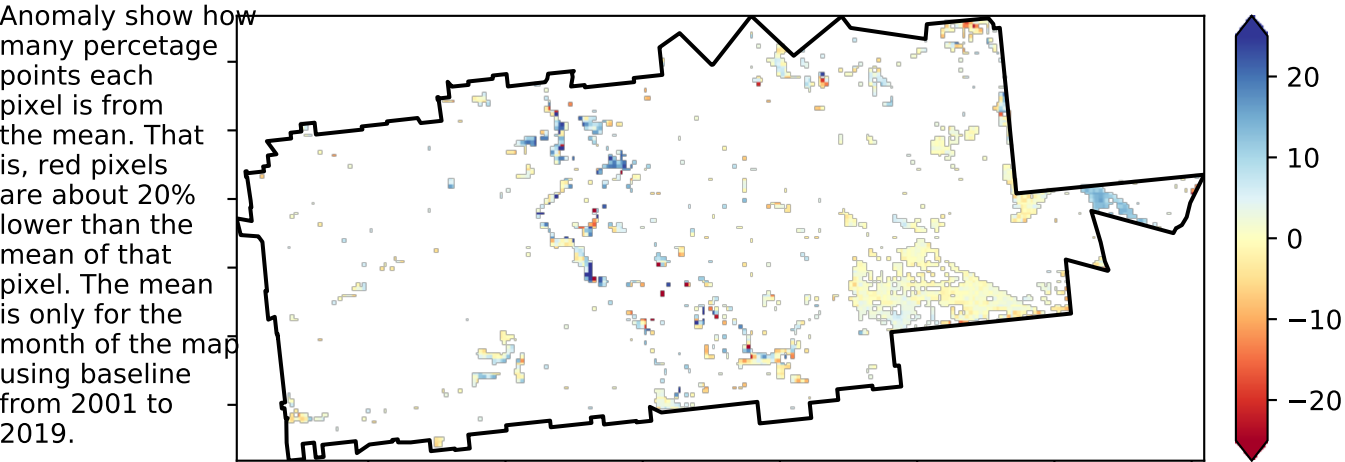 Anomaly show how
many percetage
points each
pixel is from
the mean. That
is, red pixels
are about 20%
lower than the
mean of that
pixel. The mean
is only for the
month of the map
using baseline
from 2001 to
2019.
20
10
0
−10
−20